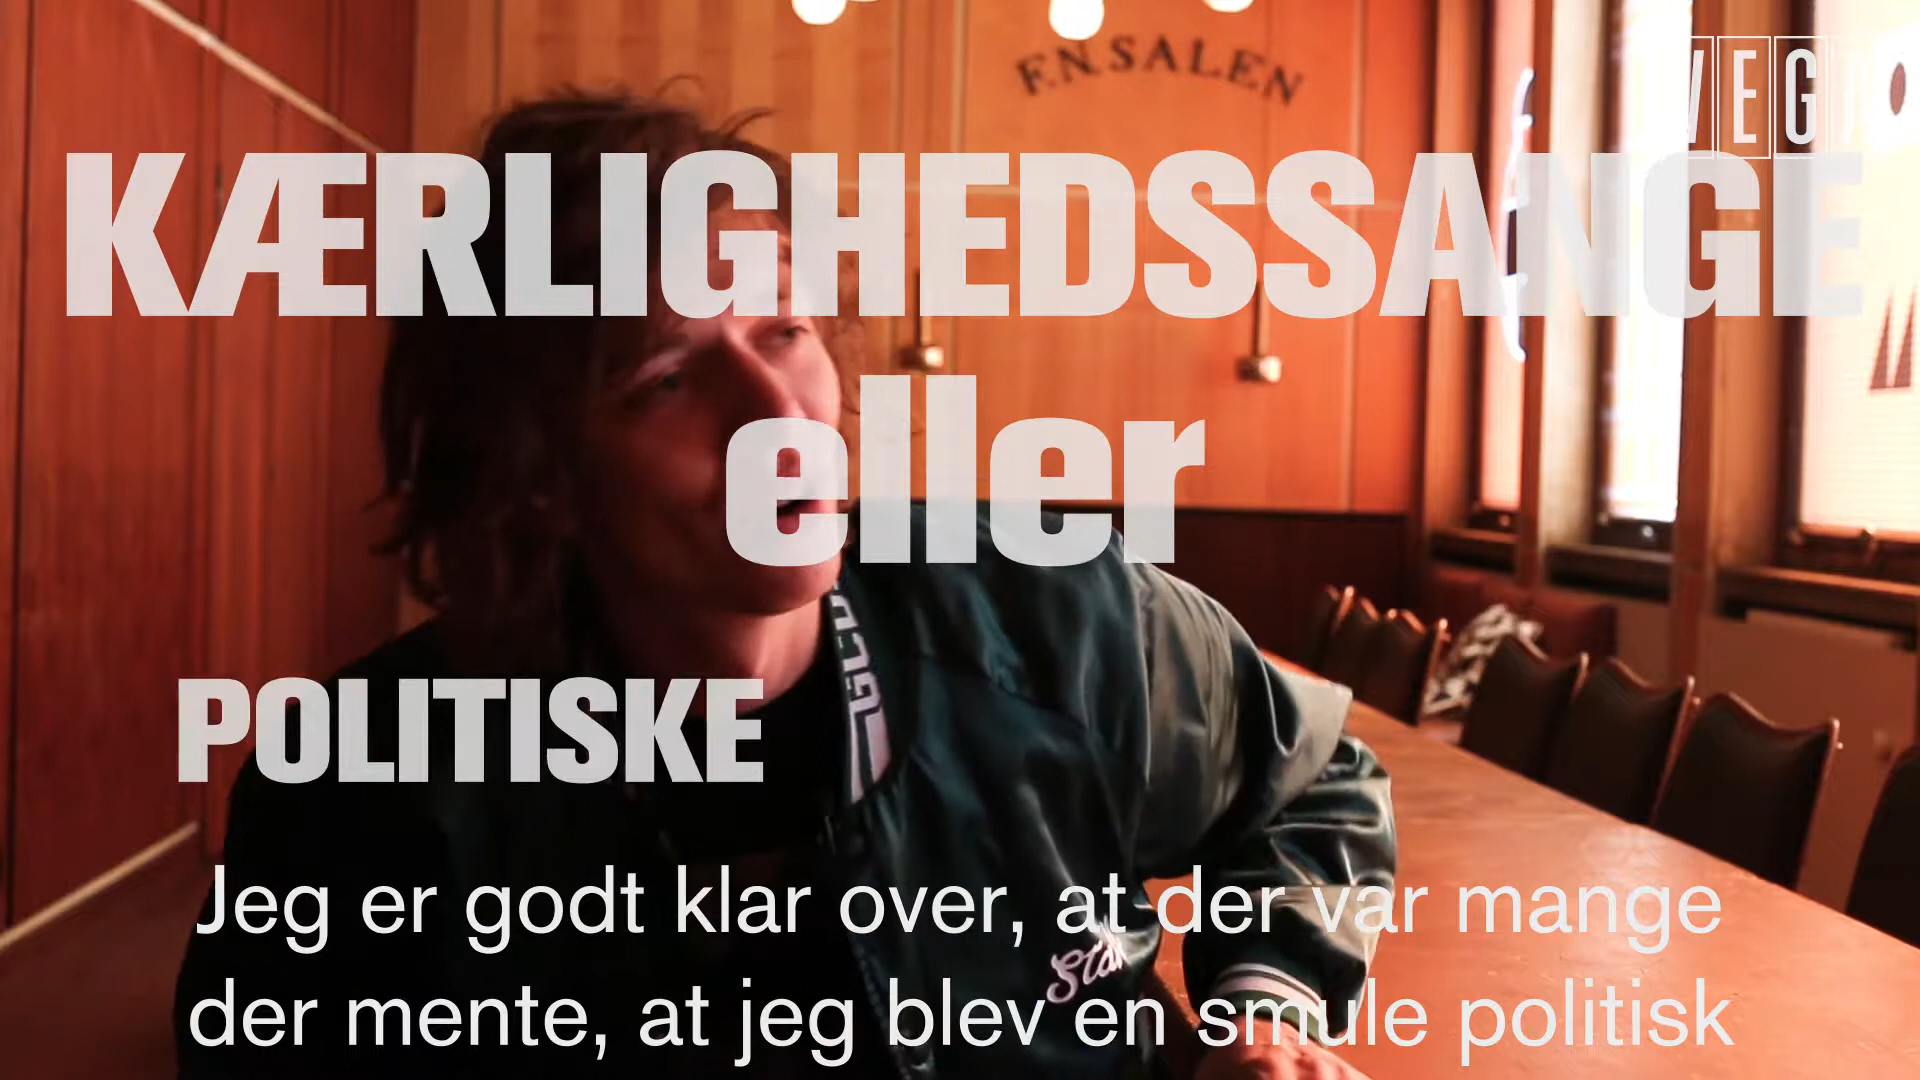 F.N. SALEN
VEG
KÆRLIGHEDSSANGE
eller
POLITISKE
Jeg er godt klar over, at der var mange
der mente, at jeg blev en smule politisk